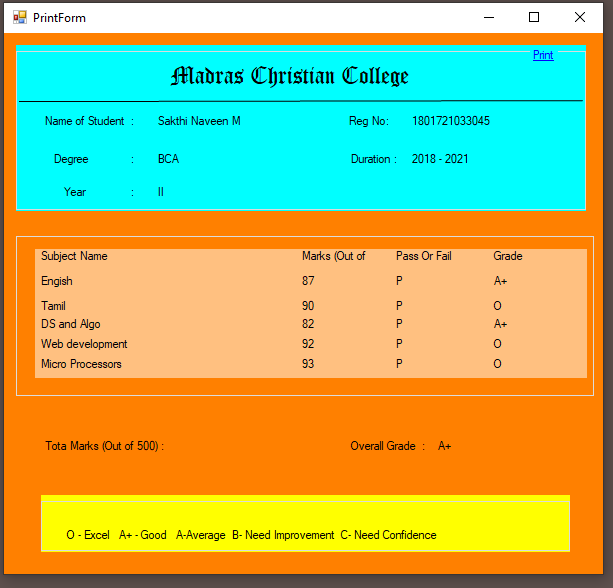 PrintForm
Print
Madras Christian College
Name of Student : Sakthi Naveen M Reg No: 1801721033045
Degree : BCA Duration : 2018 - 2021
Year : II
Subject Name Marks (Out of Pass Or Fail Grade
Engish 87 P A+
Tamil 90 P O
DS and Algo 82 P A+
Web development 92 P O
Micro Processors 93 P O
Tota Marks (Out of 500) : Overall Grade : A+
O - Excel A+ - Good A-Average B- Need Improvement C- Need Confidence